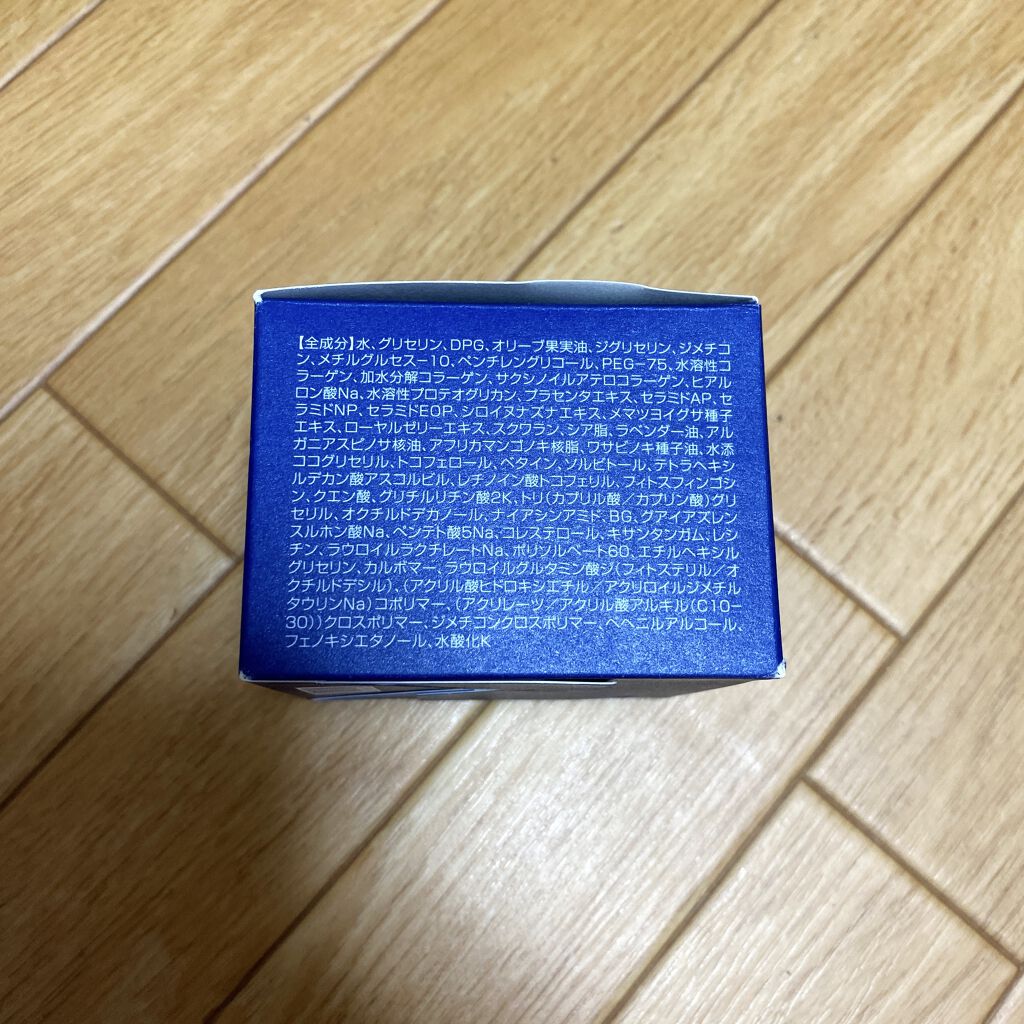 【全成分】水、グリセリン、DPG、オリーブ果実油、ジグリセリン、ジメチコ
ン、メチルグルセス−10、ペンチレングリコール、PEG−75、水溶性コ
ラーゲン、加水分解コラーゲン、サクシノイルアテロコラーゲン、ヒアル
ロン酸Na、水溶性プロテオグリカン、プラセンタエキス、セラミドAP、セ
ラミドNP、セラミドEOP、シロイヌナズナエキス、メマツヨイグサ種子
エキス、ローヤルゼリーエキス、スクワラン、シア脂、ラベンダー油、アル
ガニアスピノサ核油、アフリカマンゴノキ核脂、ワサビノキ種子油、水添
ココグリセリル、トコフェロール、ベタイン、ソルビトール、テトラヘキシ
ルデカン酸アスコルビル、レチノイン酸トコフェリル、フィトスフィンゴシ
ン、クエン酸、グリチルリチン酸2K、トリ(カプリル酸/カプリン酸)グリ
セリル、オクチルドデカノール、ナイアシンアミド、BG、グアイアズレン
スルホン酸Na、ペンテト酸5Na、コレステロール、キサンタンガム、レシ
チン、ラウロイルラクチレートNa、ポリソルベート60、エチルヘキシル
グリセリン、カルボマー、ラウロイルグルタミン酸ジ(フィトステリル/オ
クチルドデシル)、(アクリル酸ヒドロキシエチル/アクリロイルジメチル
タウリンNa)コポリマー、(アクリレーツ/アクリル酸アルキル(C10−
30))クロスポリマー、ジメチコンクロスポリマー、ベヘニルアルコール、
フェノキシエタノール、水酸化K